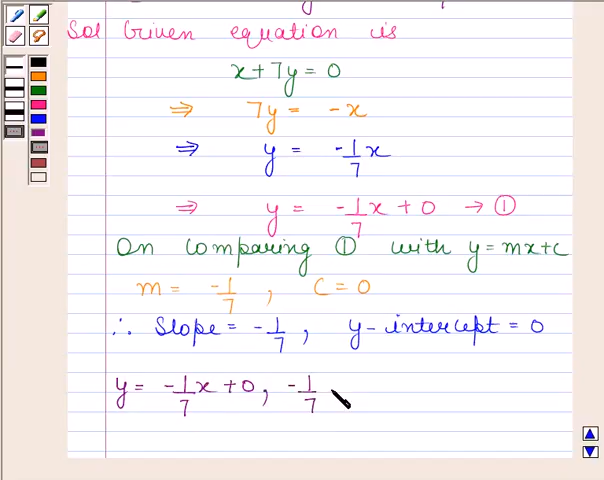 Sol Given equation is
x + 7y = 0
⇒ 7y = -x
⇒ y = -1/7 x
⇒ y = -1/7 x + 0 → ①
On comparing ① with y = mx + c
m = -1/7 , C = 0
∴ Slope = -1/7 , y-intercept = 0
y = -1/7 x + 0, -1/7